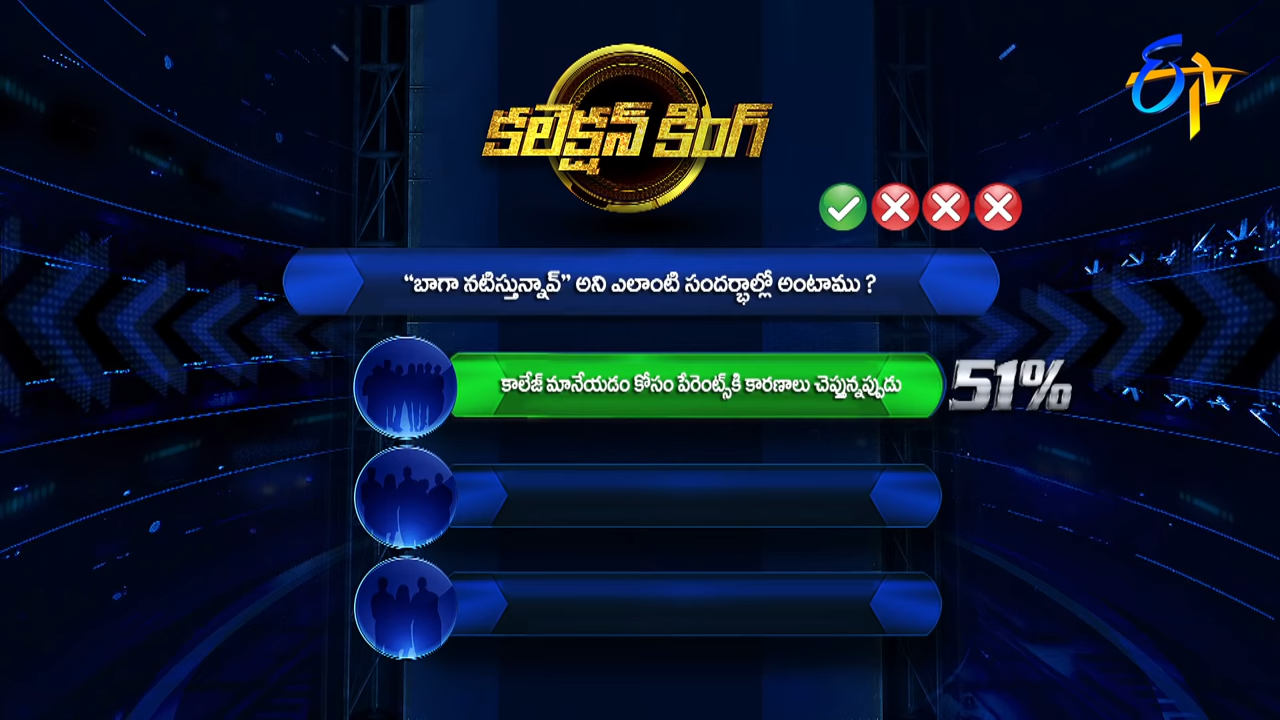 కలెక్షన్ కింగ్
ETV
“బాగా నటిస్తున్నావ్” అని ఎలాంటి సందర్భాల్లో అంటాము ?
కాలేజ్ మానేయడం కోసం పేరెంట్స్‌కి కారణాలు చెప్తున్నప్పుడు
51%